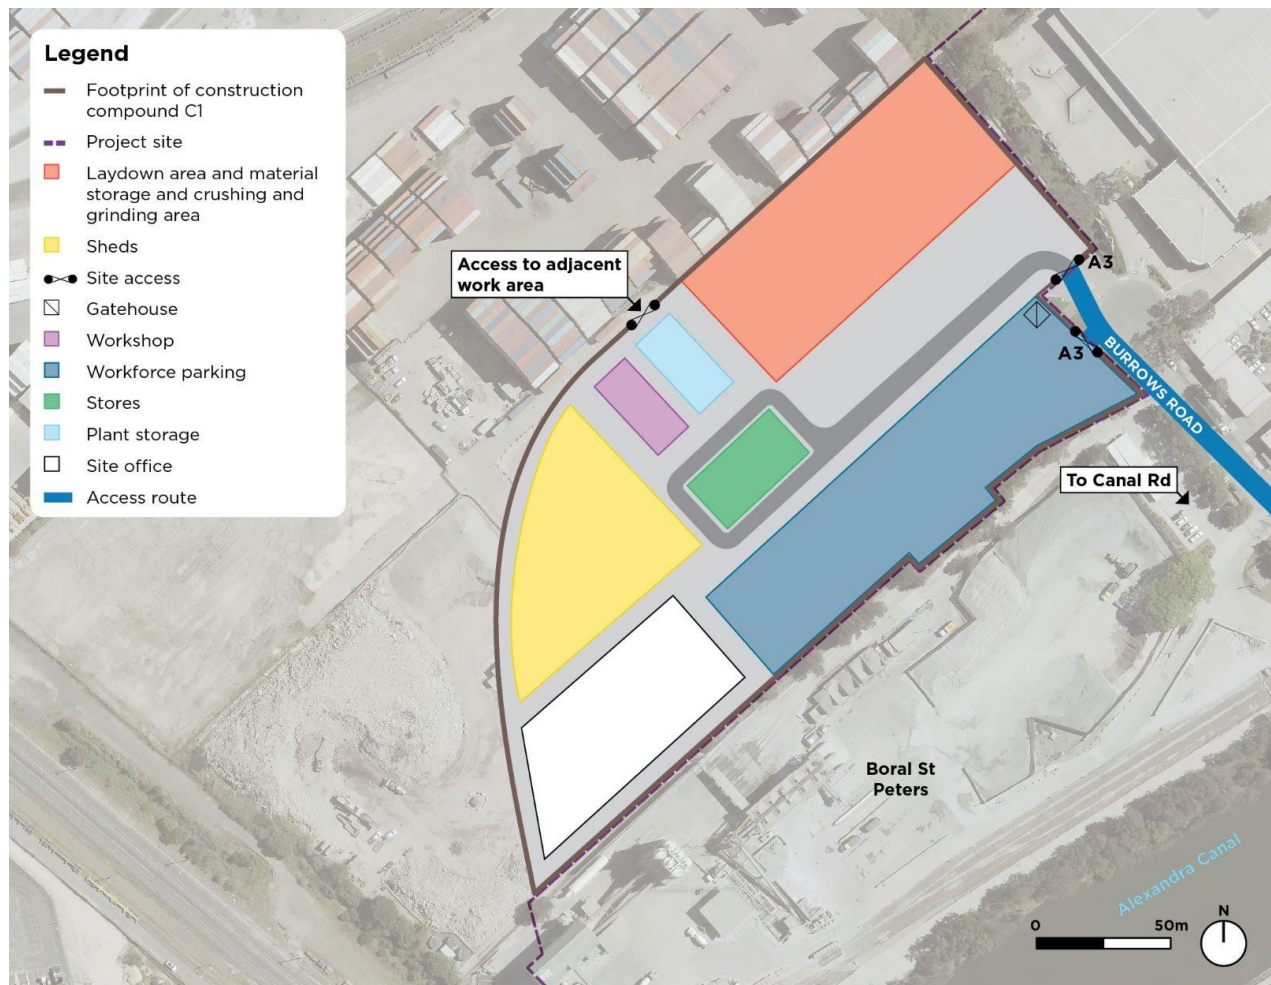 Legend
Footprint of construction
compound C1
Project site
Laydown area and material
storage and crushing and
grinding area
Sheds
Site access
Gatehouse
Workshop
Workforce parking
Stores
Plant storage
Site office
Access route
Access to adjacent
work area
A3
A3
BURROWS ROAD
To Canal Rd
Boral St
Peters
Alexandra Canal
0 50m
N